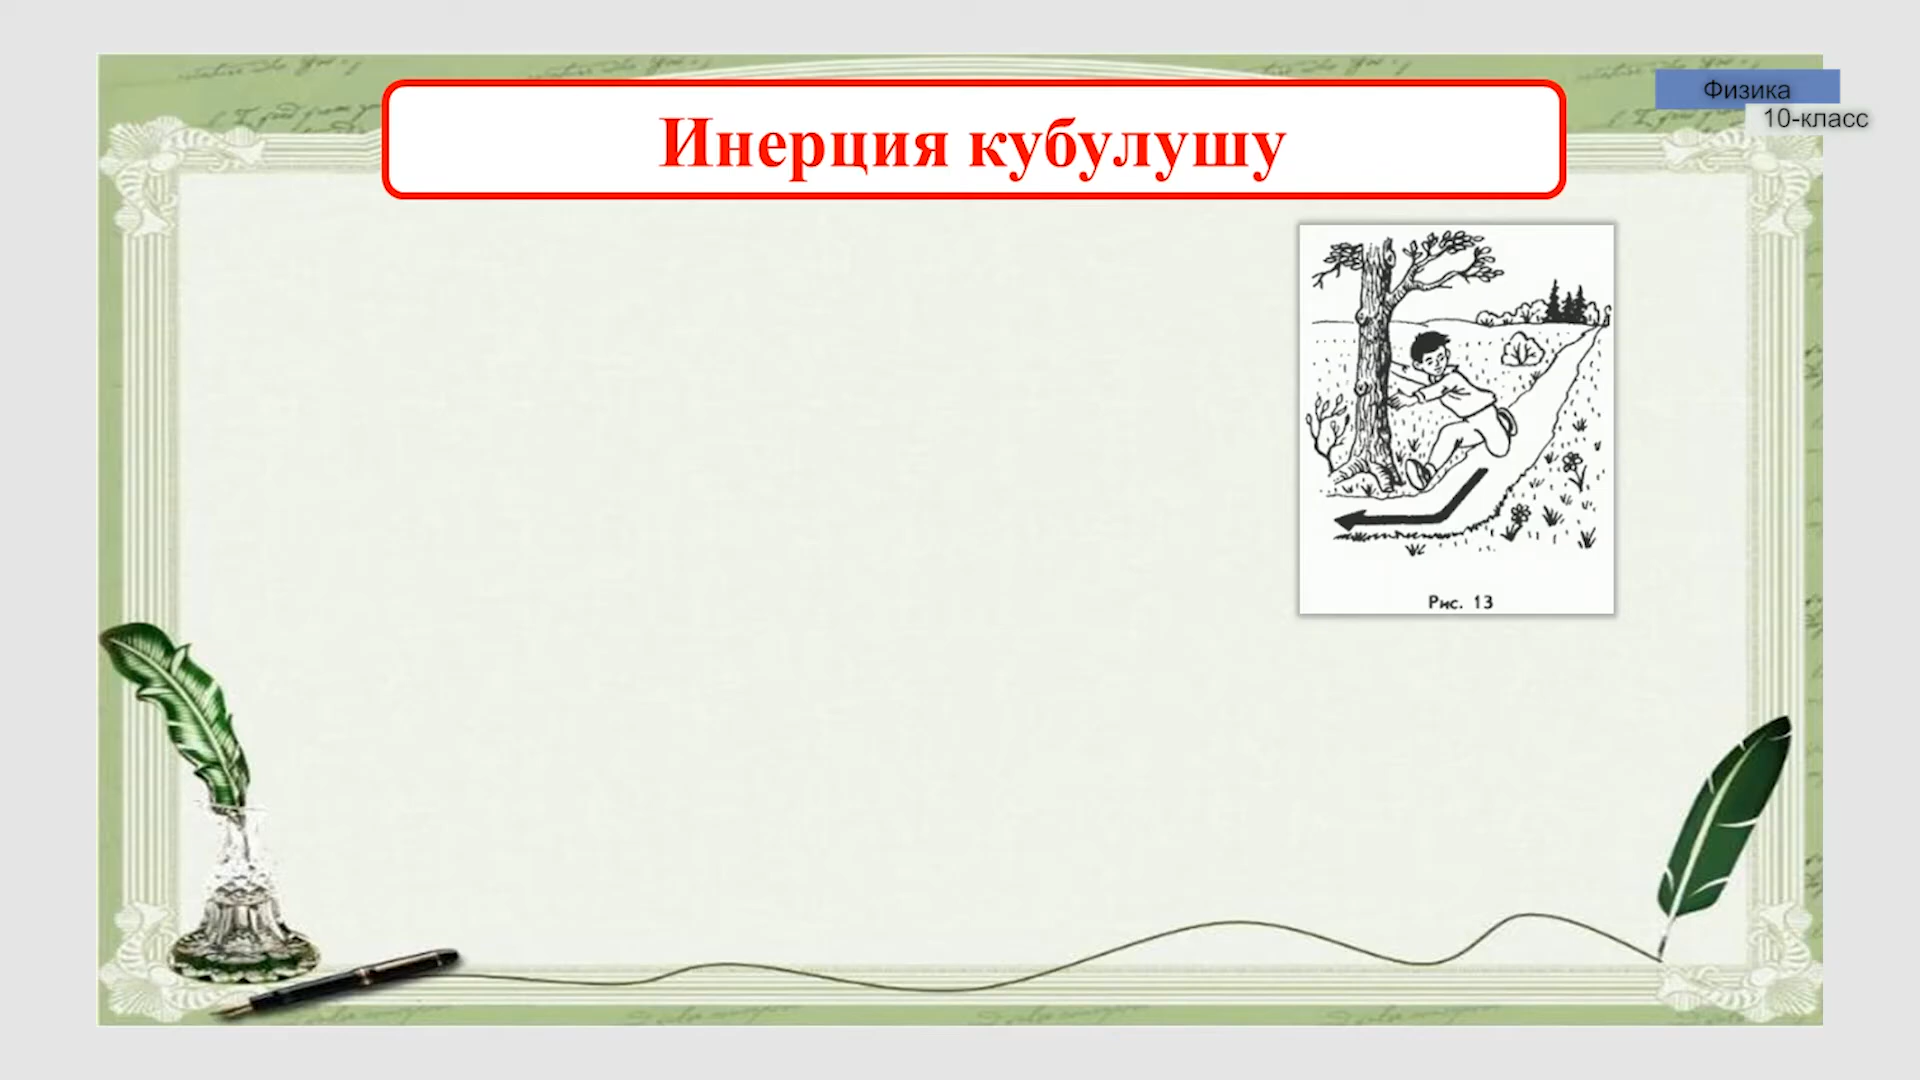 Инерция кубулушу
Физика
10-класс
Рис. 13